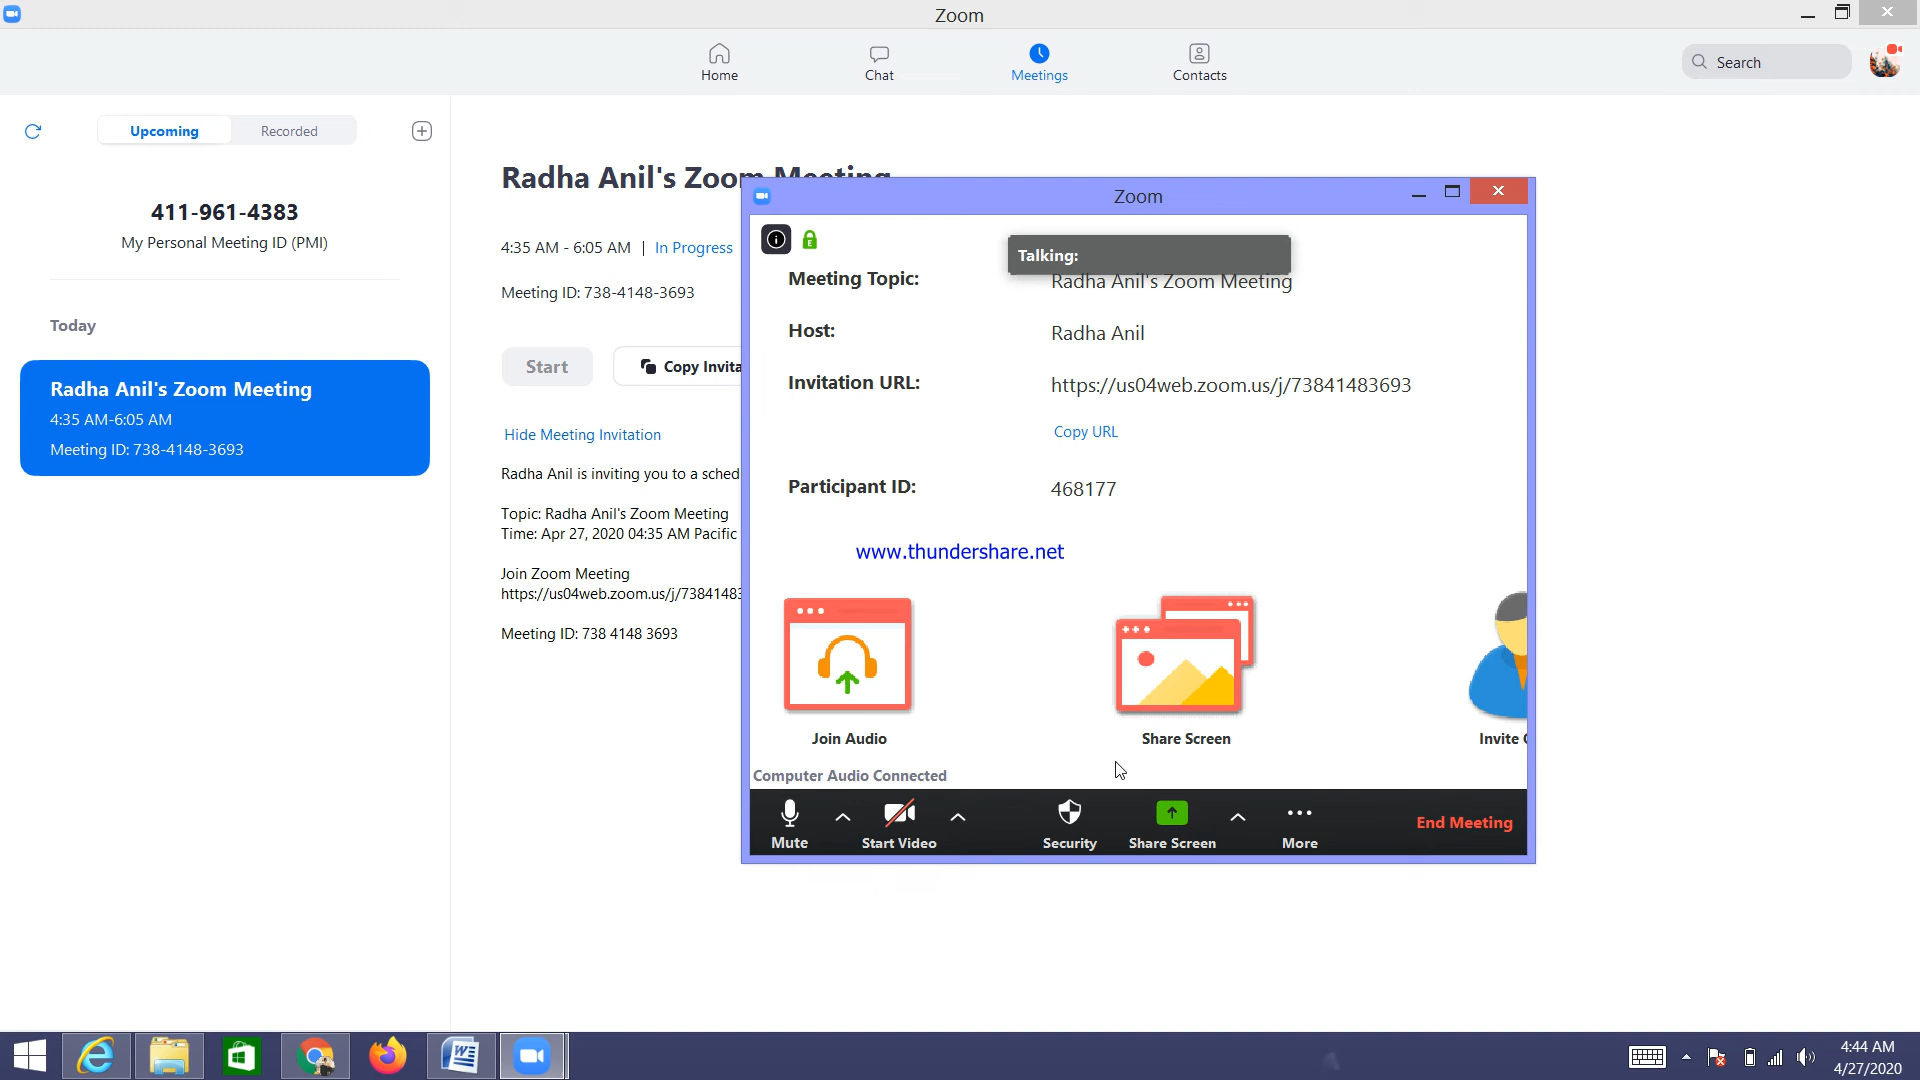 Zoom
Home
Chat
Meetings
Contacts
Search
Upcoming
Recorded
411-961-4383
My Personal Meeting ID (PMI)
Today
Radha Anil's Zoom Meeting
4:35 AM-6:05 AM
Meeting ID: 738-4148-3693
Radha Anil's Zoom Meeting
4:35 AM - 6:05 AM | In Progress
Meeting ID: 738-4148-3693
Start
Copy Invita
Hide Meeting Invitation
Radha Anil is inviting you to a sched
Topic: Radha Anil's Zoom Meeting
Time: Apr 27, 2020 04:35 AM Pacific
Join Zoom Meeting
https://us04web.zoom.us/j/73841483
Meeting ID: 738 4148 3693
Zoom
Talking:
Meeting Topic: Radha Anil's Zoom Meeting
Host: Radha Anil
Invitation URL: https://us04web.zoom.us/j/73841483693
Copy URL
Participant ID: 468177
www.thundershare.net
Join Audio
Share Screen
Invite
Computer Audio Connected
Mute
Start Video
Security
Share Screen
More
End Meeting
4:44 AM
4/27/2020